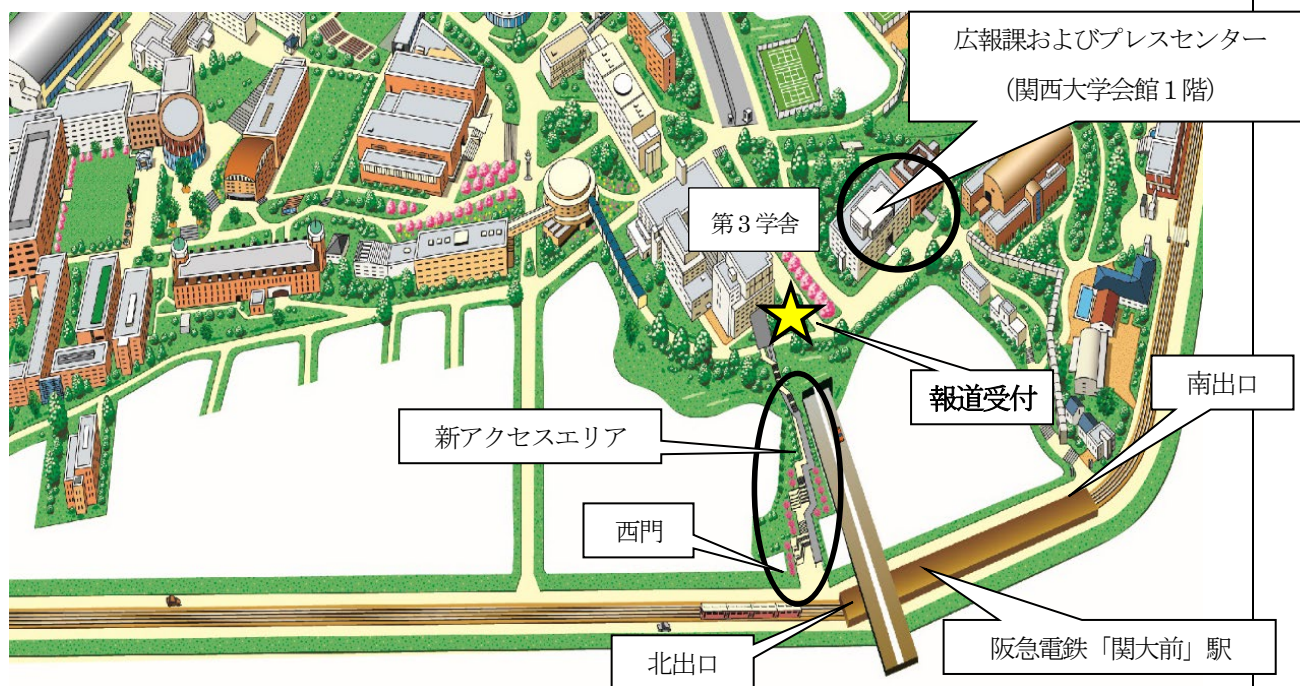 広報課およびプレスセンター
(関西大学会館１階)
第３学舎
報道受付
南出口
新アクセスエリア
西門
北出口
阪急電鉄「関大前」駅